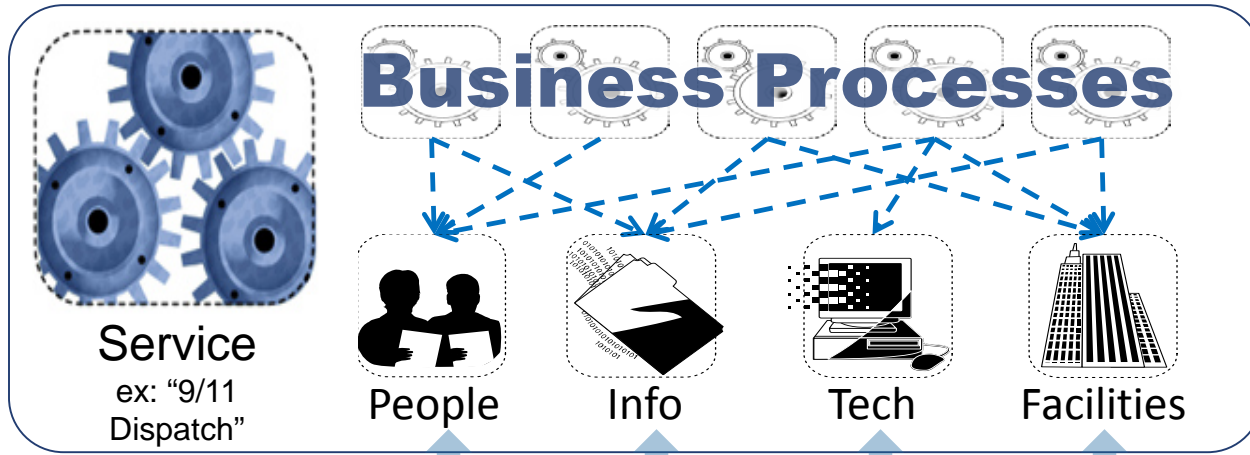 Business Processes
Service
ex: “9/11
Dispatch”
People
Info
Tech
Facilities